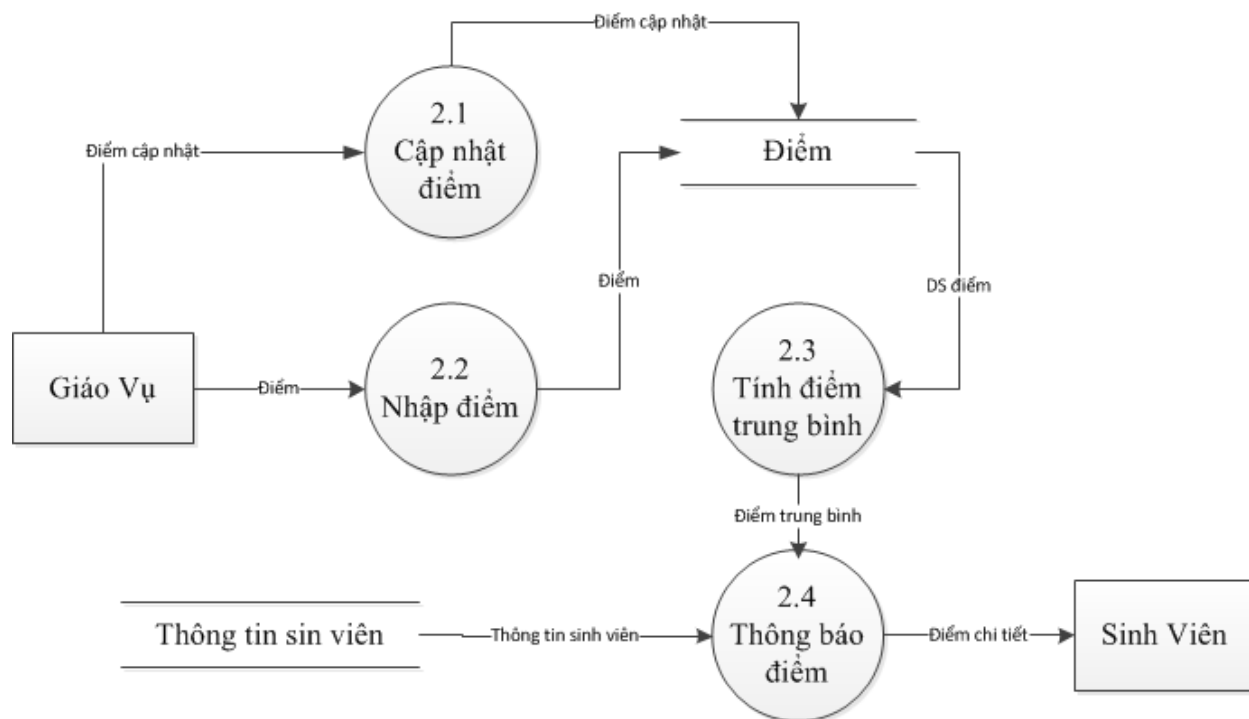 Điểm cập nhật
2.1
Cập nhật
điểm
Điểm cập nhật
Điểm
Điểm
DS điểm
Giáo Vụ
Điểm
2.2
Nhập điểm
2.3
Tính điểm
trung bình
Điểm trung bình
Thông tin sin viên
Thông tin sinh viên
2.4
Thông báo
điểm
Điểm chi tiết
Sinh Viên